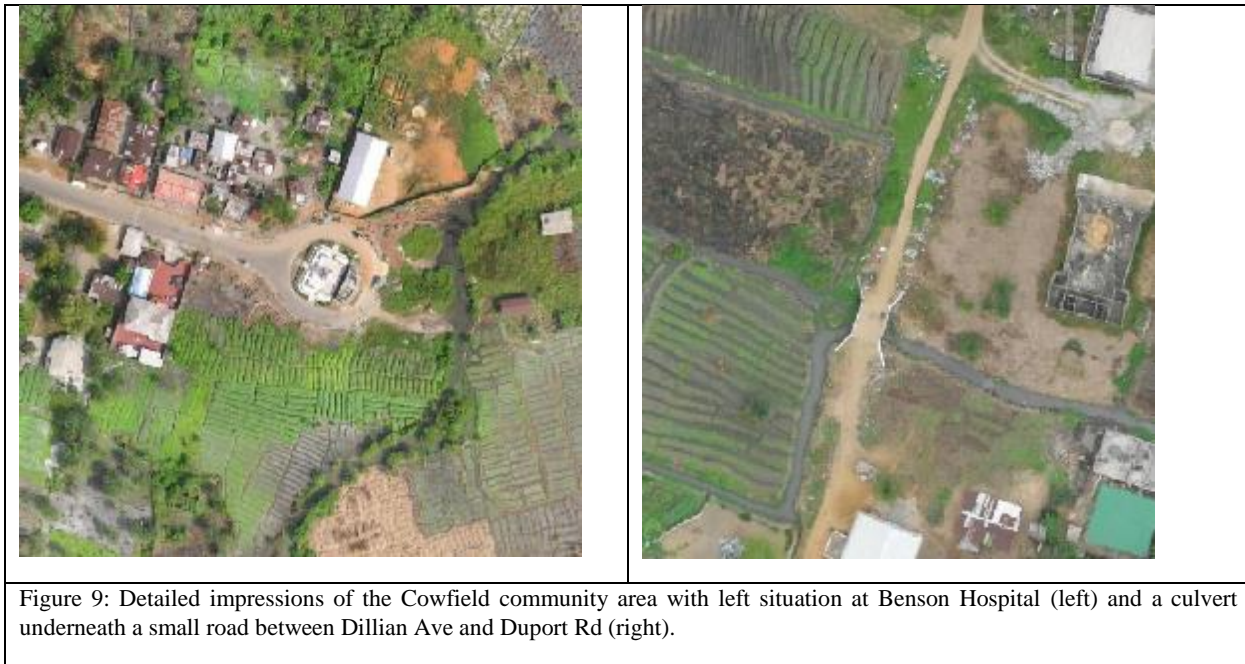 Figure 9: Detailed impressions of the Cowfield community area with left situation at Benson Hospital (left) and a culvert
underneath a small road between Dillian Ave and Duport Rd (right).